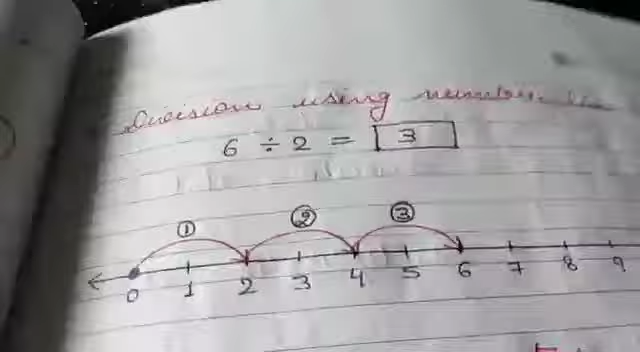 Division using number
6 ÷ 2 = 3
① ② ③
0 1 2 3 4 5 6 7 8 9